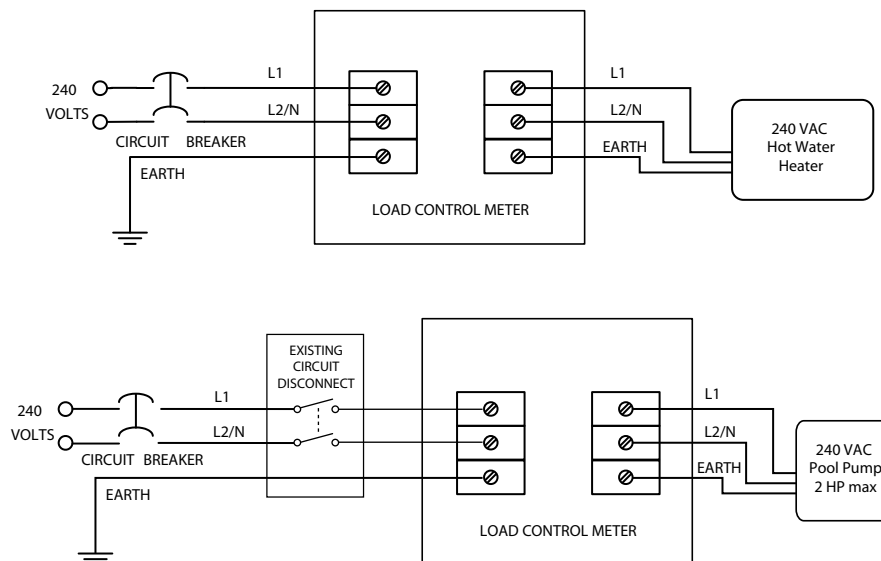 L1
L1
240
VOLTS
L2/N
L2/N
CIRCUIT BREAKER
EARTH
EARTH
240 VAC
Hot Water
Heater
LOAD CONTROL METER
EXISTING
CIRCUIT
DISCONNECT
L1
L1
240
VOLTS
L2/N
L2/N
CIRCUIT BREAKER
EARTH
EARTH
240 VAC
Pool Pump
2 HP max
LOAD CONTROL METER